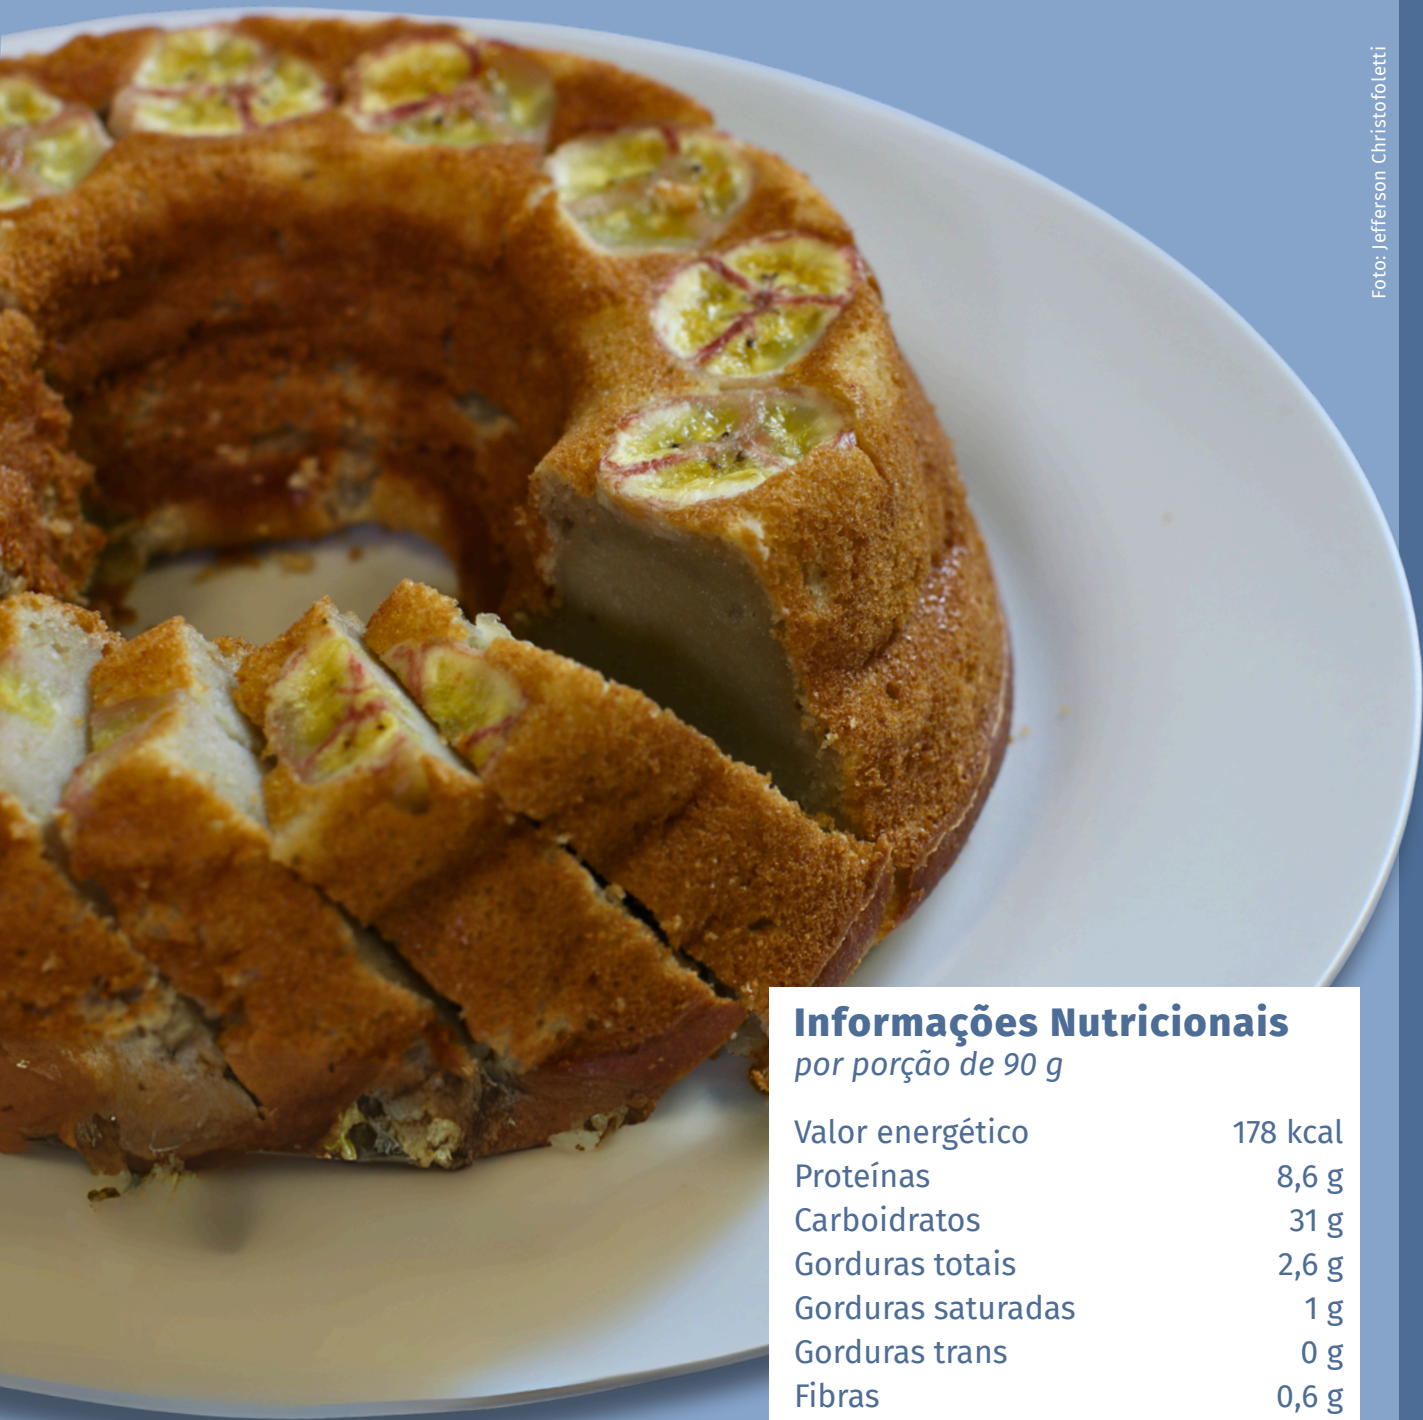 Foto: Jefferson Christofoletti
Informações Nutricionais
por porção de 90 g
Valor energético 178 kcal
Proteínas 8,6 g
Carboidratos 31 g
Gorduras totais 2,6 g
Gorduras saturadas 1 g
Gorduras trans 0 g
Fibras 0,6 g